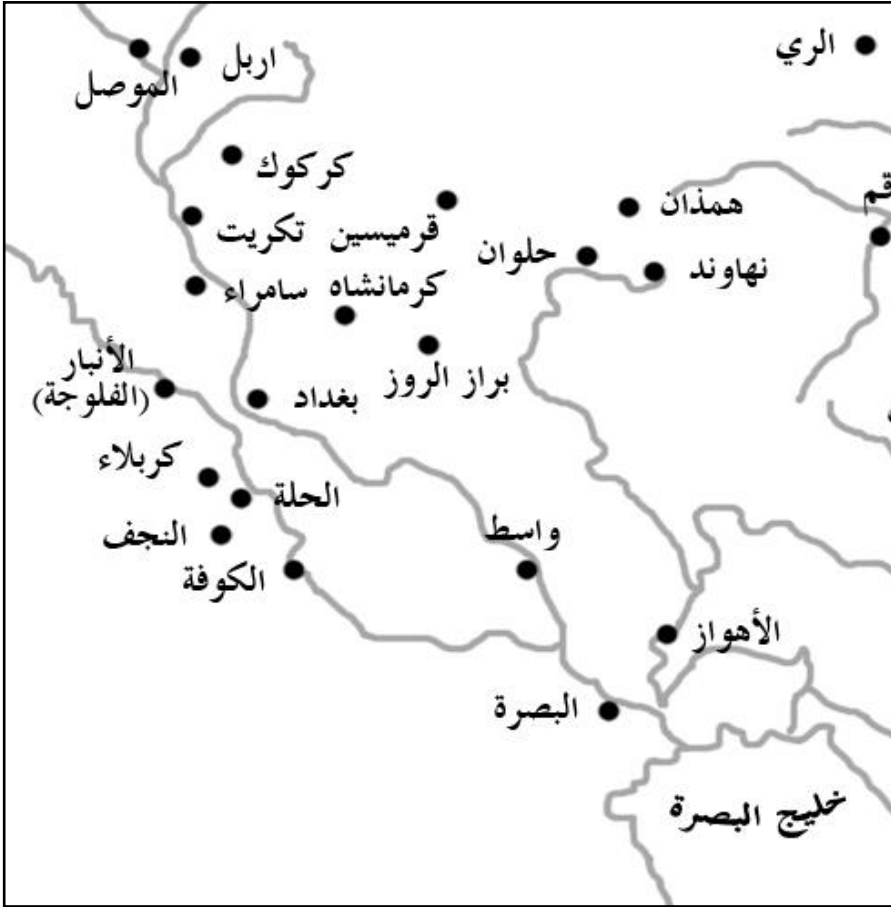 الري
اربل
الموصل
كركوك
قم
همذان
قرميسين
تكريت
حلوان
نهاوند
كرمانشاه
سامراء
براز الروز
الأنبار
(الفلوجة)
بغداد
كربلاء
الحلة
النجف
واسط
الكوفة
الأهواز
البصرة
خليج البصرة